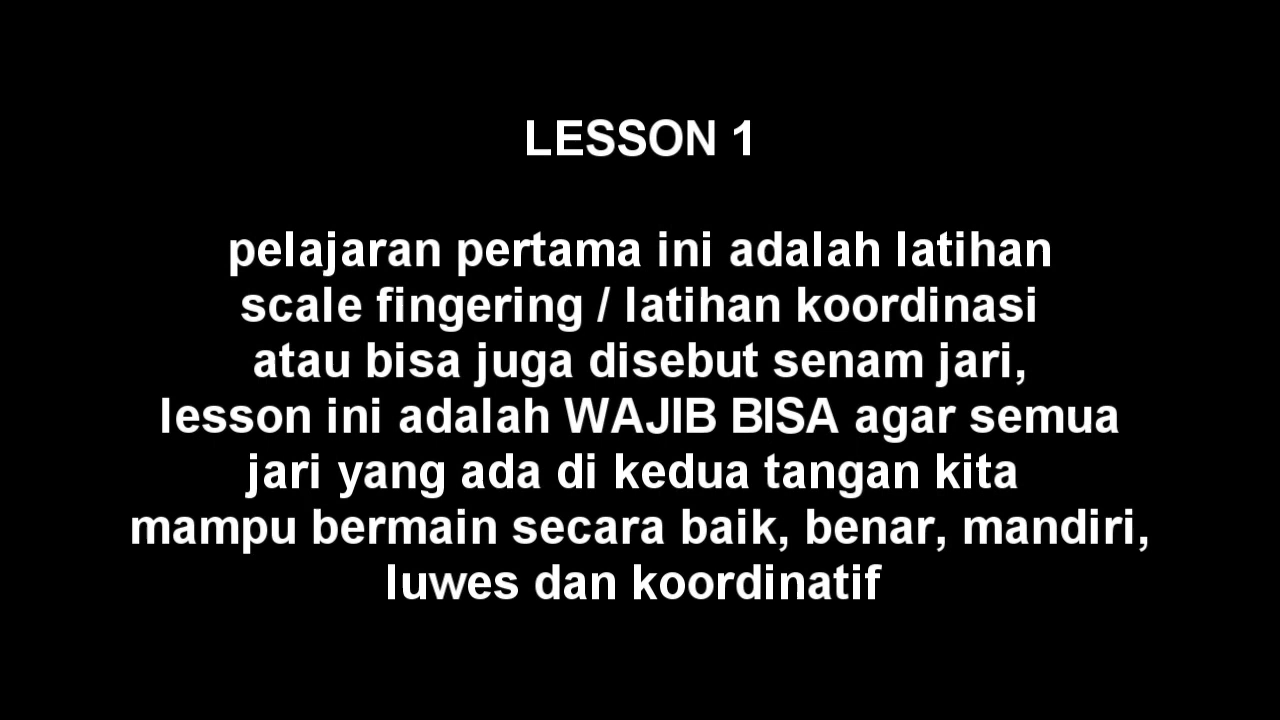 LESSON 1
pelajaran pertama ini adalah latihan
scale fingering / latihan koordinasi
atau bisa juga disebut senam jari,
lesson ini adalah WAJIB BISA agar semua
jari yang ada di kedua tangan kita
mampu bermain secara baik, benar, mandiri,
luwes dan koordinatif